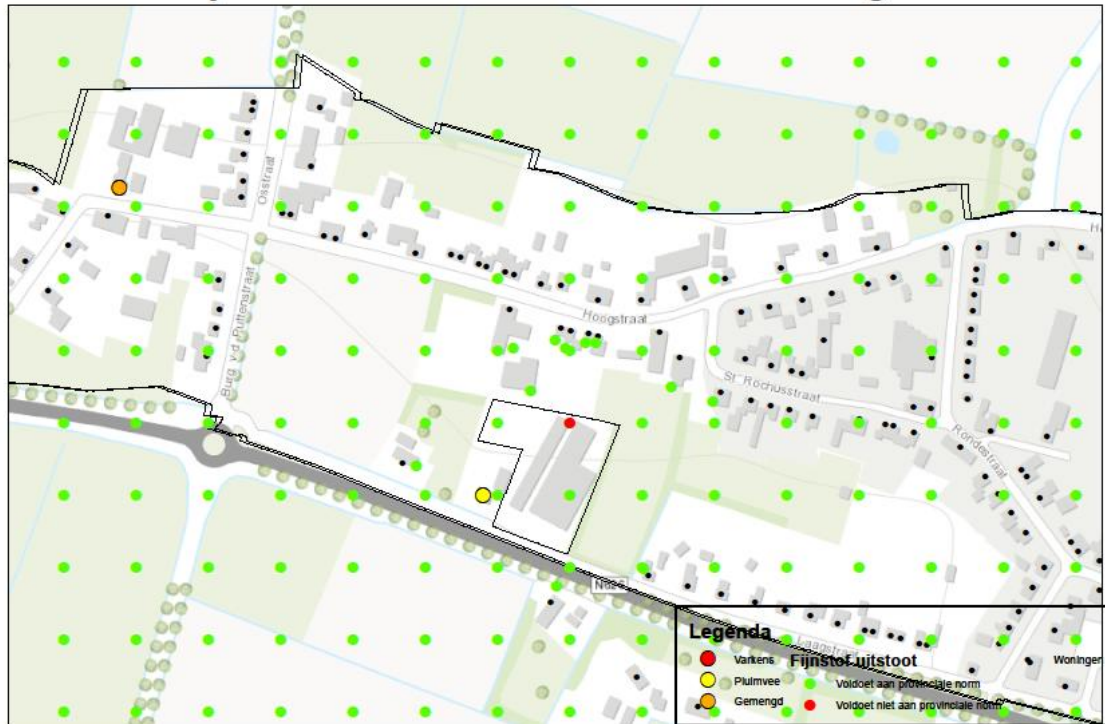 Osstraat
Burg. v.d. Puttenstraat
Hoogstraat
St. Rochusstraat
Rondestraat
N626
Laagstraat
Legenda
Varkens
Pluimvee
Gemengd
Fijnstof uitstoot
Voldoet aan provinciale norm
Voldoet niet aan provinciale norm
Woningen